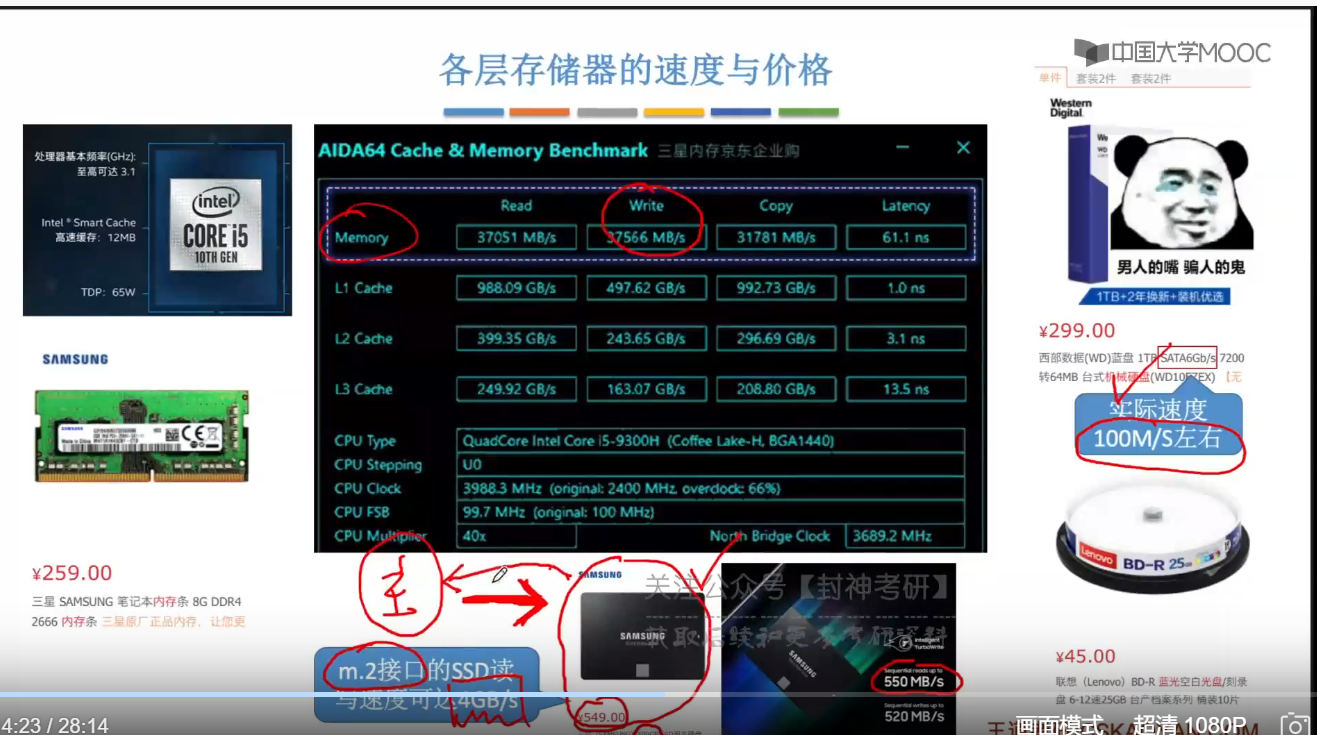 中国大学MOOC
各层存储器的速度与价格
单件 套装2件 套装2件
处理器基本频率(GHz):
至高可达 3.1
Intel® Smart Cache
高速缓存: 12MB
TDP: 65W
intel
CORE i5
10TH GEN
AIDA64 Cache & Memory Benchmark 三星内存京东企业购
Read Write Copy Latency
Memory 37051 MB/s 37566 MB/s 31781 MB/s 61.1 ns
L1 Cache 988.09 GB/s 497.62 GB/s 992.73 GB/s 1.0 ns
L2 Cache 399.35 GB/s 243.65 GB/s 296.69 GB/s 3.1 ns
L3 Cache 249.92 GB/s 163.07 GB/s 208.80 GB/s 13.5 ns
CPU Type QuadCore Intel Core i5-9300H (Coffee Lake-H, BGA1440)
CPU Stepping U0
CPU Clock 3988.3 MHz (original: 2400 MHz, overclock: 66%)
CPU FSB 99.7 MHz (original: 100 MHz)
CPU Multiplier 40x North Bridge Clock 3689.2 MHz
Western
Digital.
男人的嘴 骗人的鬼
1TB+2年换新+装机优选
¥299.00
西部数据(WD)蓝盘 1TB SATA6Gb/s 7200
转64MB 台式机械硬盘(WD10EZEX) 【无
实际速度
100M/S左右
SAMSUNG
¥259.00
三星 SAMSUNG 笔记本内存条 8G DDR4
2666 内存条 三星原厂正品内存，让您更
主
SAMSUNG
SAMSUNG
m.2接口的SSD读
写速度可达4GB/s
¥549.00
关注公众号【封神考研】
获取后续和更多考研资料
SAMSUNG
Intelligent
TurboWrite
Sequential reads up to
550 MB/s
Sequential writes up to
520 MB/s
Lenovo BD-R 25GB
¥45.00
联想（Lenovo）BD-R 蓝光空白光盘/刻录
盘 6-12速25GB 台产档案系列 桶装10片
4:23 / 28:14
画面模式 超清 1080P